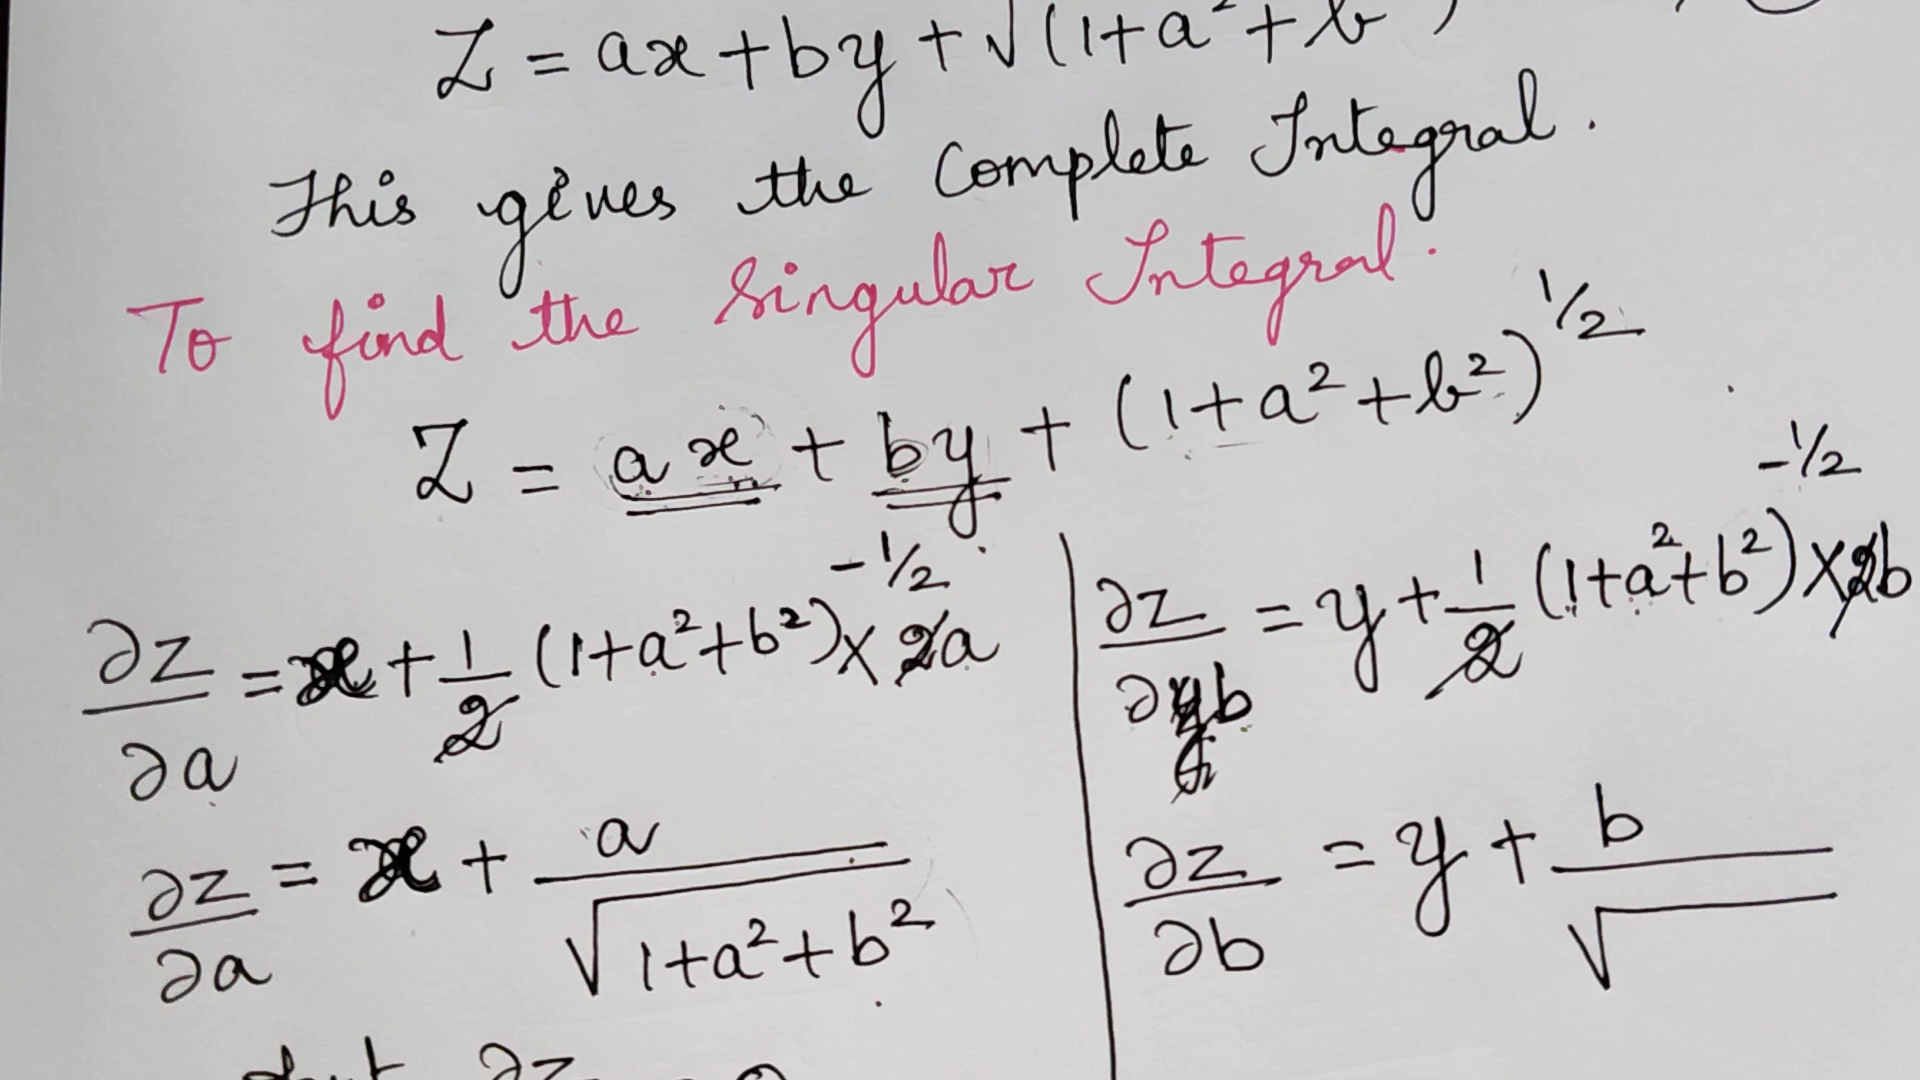 Z = ax + by + √(1+a²+b²)
This gives the Complete Integral.
To find the Singular Integral.
Z = ax + by + (1+a²+b²)^1/2
∂z/∂a = x + 1/2 (1+a²+b²)^-1/2 × 2a
∂z/∂b = y + 1/2 (1+a²+b²)^-1/2 × 2b
∂z/∂a = x + a/√1+a²+b²
∂z/∂b = y + b/√
∂z